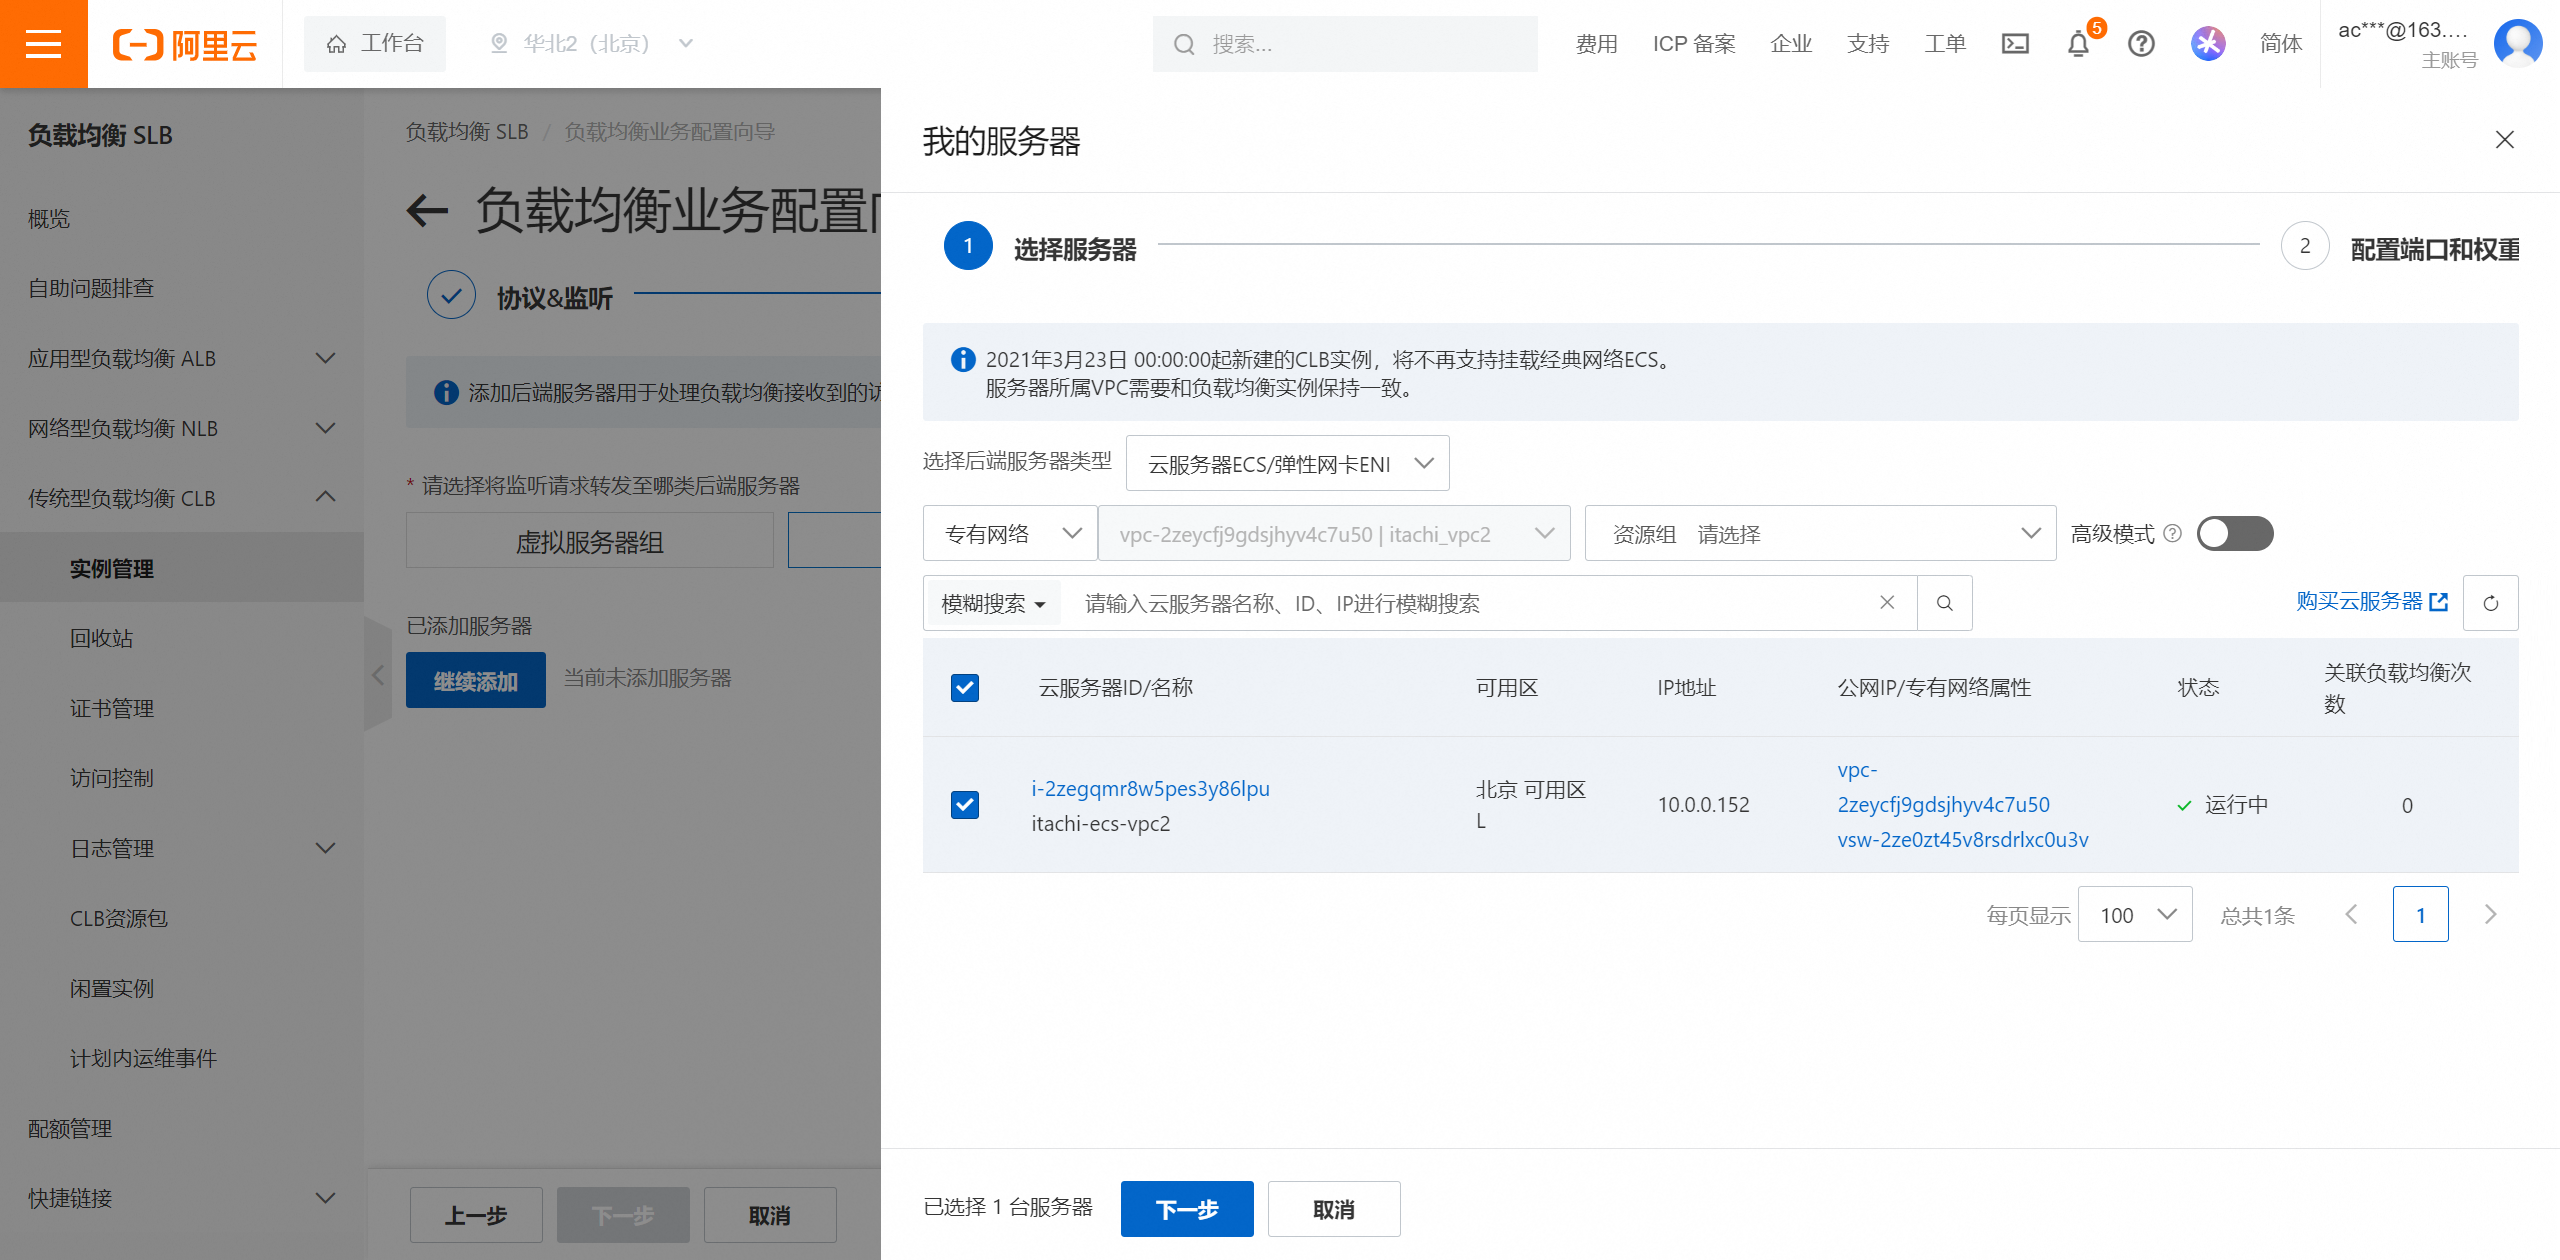 阿里云
工作台
华北2（北京）
搜索...
费用
ICP 备案
企业
支持
工单
5
简体
ac***@163....
主账号
负载均衡 SLB
概览
自助问题排查
应用型负载均衡 ALB
网络型负载均衡 NLB
传统型负载均衡 CLB
实例管理
回收站
证书管理
访问控制
日志管理
CLB资源包
闲置实例
计划内运维事件
配额管理
快捷链接
负载均衡 SLB / 负载均衡业务配置向导
负载均衡业务配置
协议&监听
添加后端服务器用于处理负载均衡接收到的
* 请选择将监听请求转发至哪类后端服务器
虚拟服务器组
已添加服务器
继续添加
当前未添加服务器
上一步
下一步
取消
我的服务器
1
选择服务器
2
配置端口和权重
2021年3月23日 00:00:00起新建的CLB实例，将不再支持挂载经典网络ECS。
服务器所属VPC需要和负载均衡实例保持一致。
选择后端服务器类型
云服务器ECS/弹性网卡ENI
专有网络
vpc-2zeycfj9gdsjhyv4c7u50 | itachi_vpc2
资源组 请选择
高级模式
模糊搜索
请输入云服务器名称、ID、IP进行模糊搜索
购买云服务器
云服务器ID/名称
可用区
IP地址
公网IP/专有网络属性
状态
关联负载均衡次
数
i-2zegqmr8w5pes3y86lpu
itachi-ecs-vpc2
北京 可用区
L
10.0.0.152
vpc-
2zeycfj9gdsjhyv4c7u50
vsw-2ze0zt45v8rsdrlxc0u3v
运行中
0
每页显示
100
总共1条
1
已选择 1 台服务器
下一步
取消